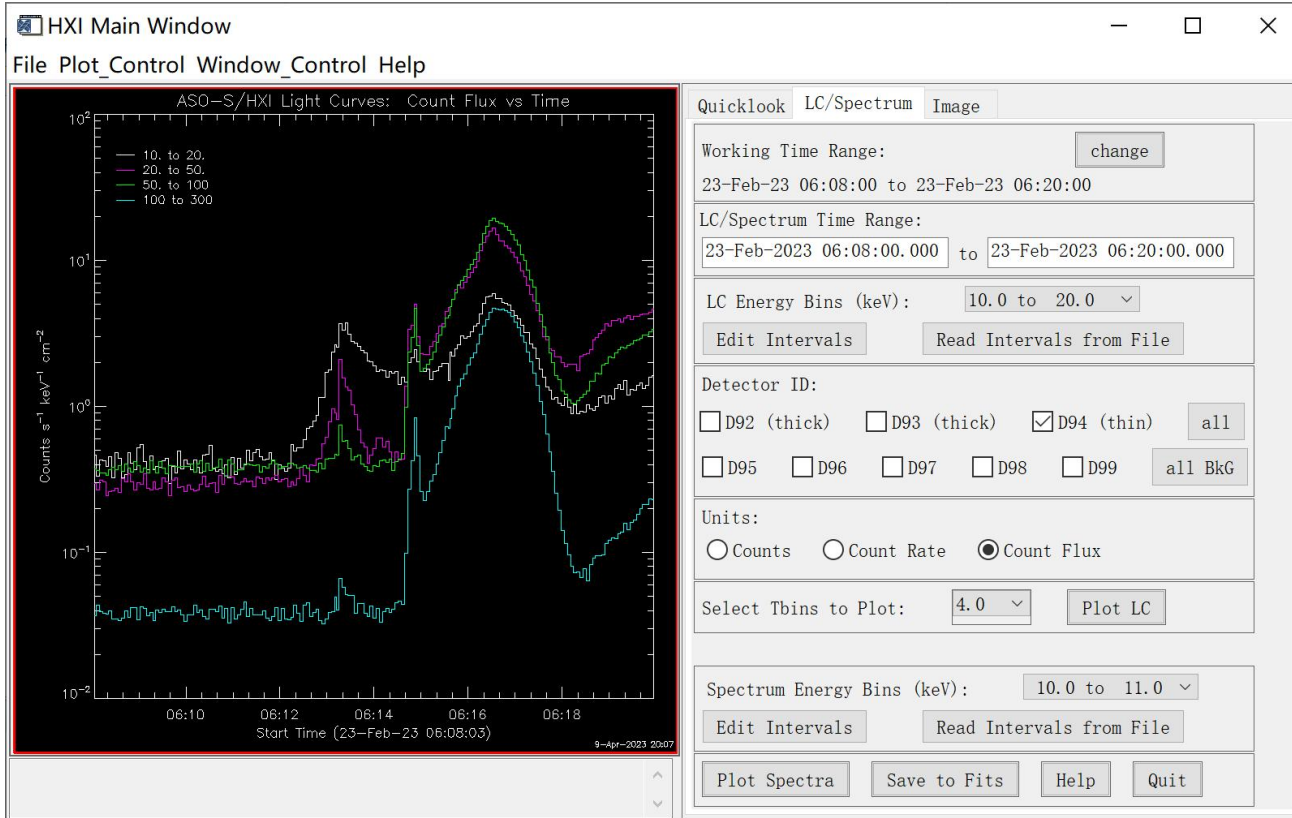 HXI Main Window
File Plot_Control Window_Control Help
ASO-S/HXI Light Curves: Count Flux vs Time
10. to 20.
20. to 50.
50. to 100
100 to 300
10²
10¹
10⁰
10⁻¹
10⁻²
Counts s⁻¹ keV⁻¹ cm⁻²
06:10 06:12 06:14 06:16 06:18
Start Time (23-Feb-23 06:08:03)
9-Apr-2023 20:07
Quicklook LC/Spectrum Image
Working Time Range: change
23-Feb-23 06:08:00 to 23-Feb-23 06:20:00
LC/Spectrum Time Range:
23-Feb-2023 06:08:00.000 to 23-Feb-2023 06:20:00.000
LC Energy Bins (keV): 10.0 to 20.0
Edit Intervals Read Intervals from File
Detector ID:
D92 (thick) D93 (thick) D94 (thin) all
D95 D96 D97 D98 D99 all BkG
Units:
Counts Count Rate Count Flux
Select Tbins to Plot: 4.0 Plot LC
Spectrum Energy Bins (keV): 10.0 to 11.0
Edit Intervals Read Intervals from File
Plot Spectra Save to Fits Help Quit